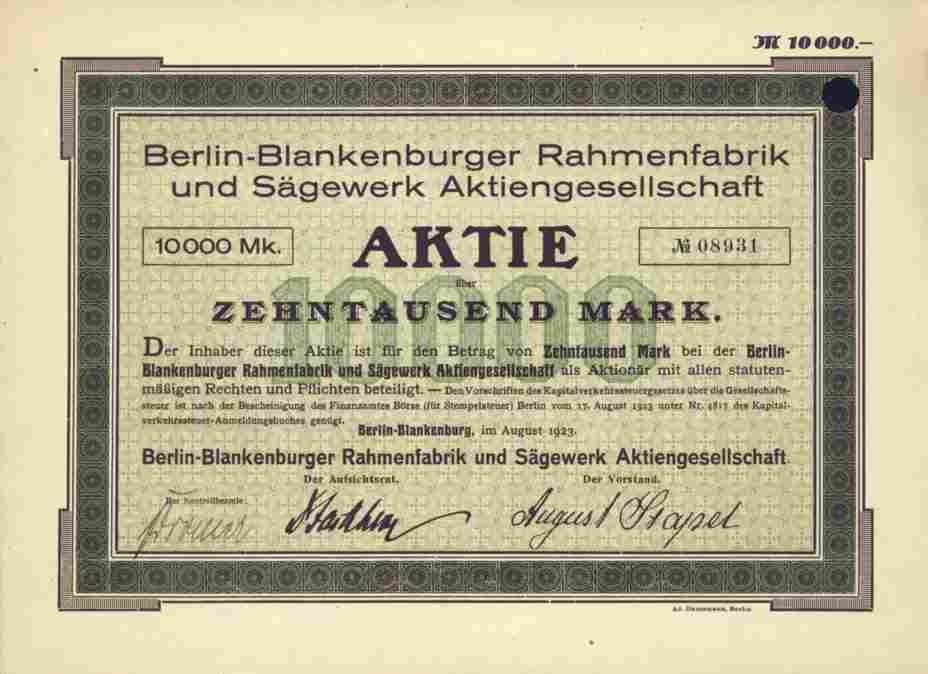 M 10 000.—
Berlin-Blankenburger Rahmenfabrik
und Sägewerk Aktiengesellschaft
10000 Mk.
AKTIE
№ 08931
über
10000
ZEHNTAUSEND MARK.
Der Inhaber dieser Aktie ist für den Betrag von Zehntausend Mark bei der Berlin-
Blankenburger Rahmenfabrik und Sägewerk Aktiengesellschaft als Aktionär mit allen statuten-
mäßigen Rechten und Pflichten beteiligt. — Den Vorschriften des Kapitalverkehrssteuergesetzes über die Gesellschafts-
steuer ist nach der Bescheinigung des Finanzamtes Börse (für Stempelsteuer) Berlin vom 17. August 1923 unter Nr. 4817 des Kapital-
verkehrssteuer-Anmeldungsbuches genügt.
Berlin-Blankenburg, im August 1923.
Berlin-Blankenburger Rahmenfabrik und Sägewerk Aktiengesellschaft.
Der Aufsichtsrat.
Der Vorstand.
Der Kontrollbeamte:
August Stapel